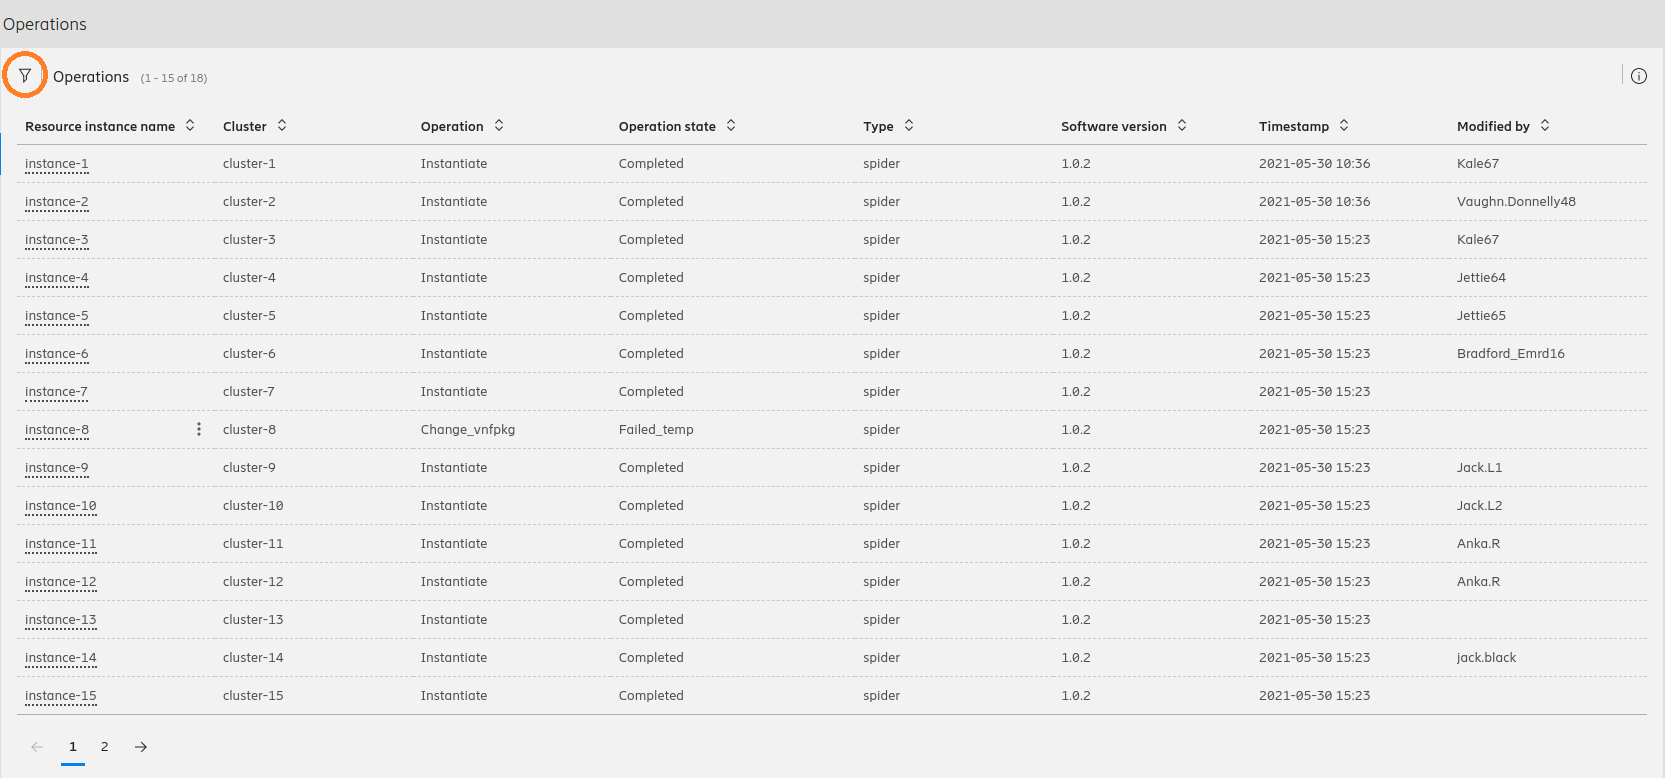 Operations
Operations (1 - 15 of 18)
Resource instance name Cluster Operation Operation state Type Software version Timestamp Modified by
instance-1 cluster-1 Instantiate Completed spider 1.0.2 2021-05-30 10:36 Kale67
instance-2 cluster-2 Instantiate Completed spider 1.0.2 2021-05-30 10:36 Vaughn.Donnelly48
instance-3 cluster-3 Instantiate Completed spider 1.0.2 2021-05-30 15:23 Kale67
instance-4 cluster-4 Instantiate Completed spider 1.0.2 2021-05-30 15:23 Jettie64
instance-5 cluster-5 Instantiate Completed spider 1.0.2 2021-05-30 15:23 Jettie65
instance-6 cluster-6 Instantiate Completed spider 1.0.2 2021-05-30 15:23 Bradford_Emrd16
instance-7 cluster-7 Instantiate Completed spider 1.0.2 2021-05-30 15:23
instance-8 cluster-8 Change_vnfpkg Failed_temp spider 1.0.2 2021-05-30 15:23
instance-9 cluster-9 Instantiate Completed spider 1.0.2 2021-05-30 15:23 Jack.L1
instance-10 cluster-10 Instantiate Completed spider 1.0.2 2021-05-30 15:23 Jack.L2
instance-11 cluster-11 Instantiate Completed spider 1.0.2 2021-05-30 15:23 Anka.R
instance-12 cluster-12 Instantiate Completed spider 1.0.2 2021-05-30 15:23 Anka.R
instance-13 cluster-13 Instantiate Completed spider 1.0.2 2021-05-30 15:23
instance-14 cluster-14 Instantiate Completed spider 1.0.2 2021-05-30 15:23 jack.black
instance-15 cluster-15 Instantiate Completed spider 1.0.2 2021-05-30 15:23
1 2